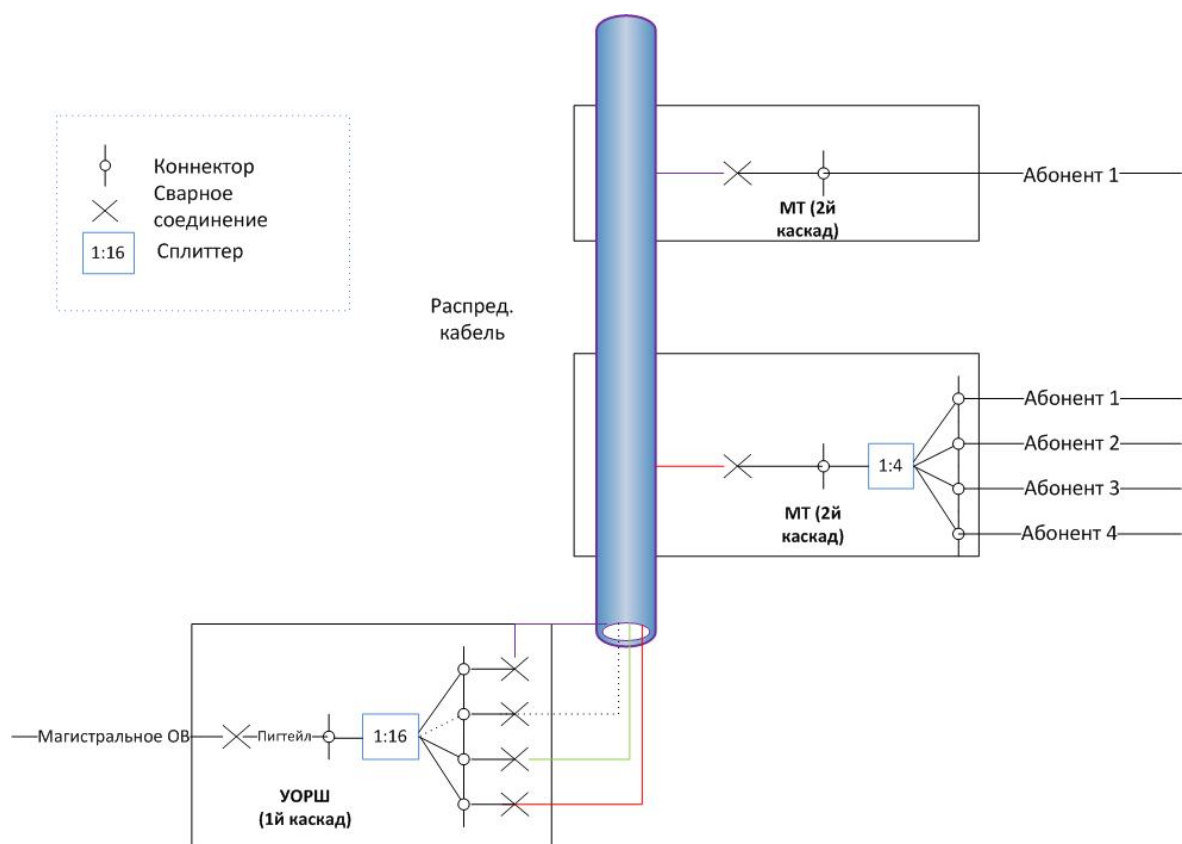 Коннектор
Сварное
соединение
1:16
Сплиттер
Распред.
кабель
МТ (2й
каскад)
Абонент 1
1:4
МТ (2й
каскад)
Абонент 1
Абонент 2
Абонент 3
Абонент 4
Магистральное ОВ
Пигтейл
1:16
УОРШ
(1й каскад)